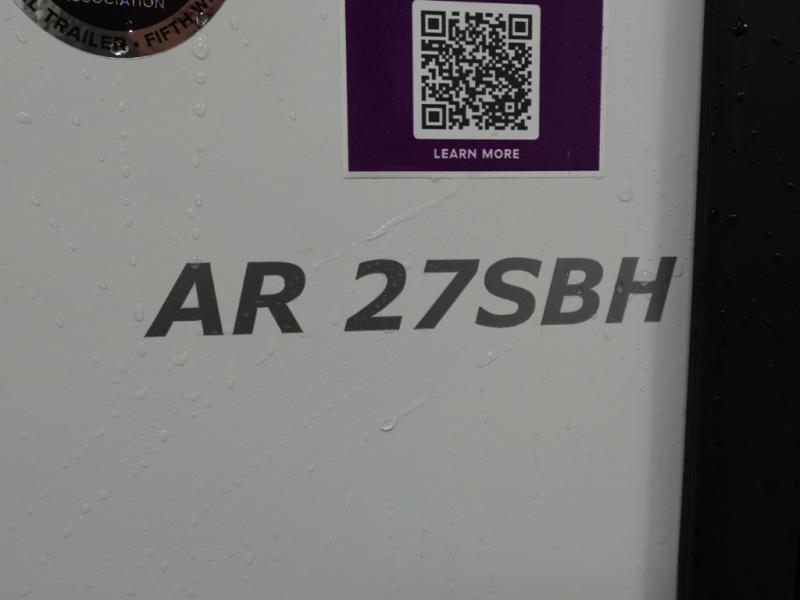 ASSOCIATION
TRAILER • FIFTH
LEARN MORE
AR 27SBH